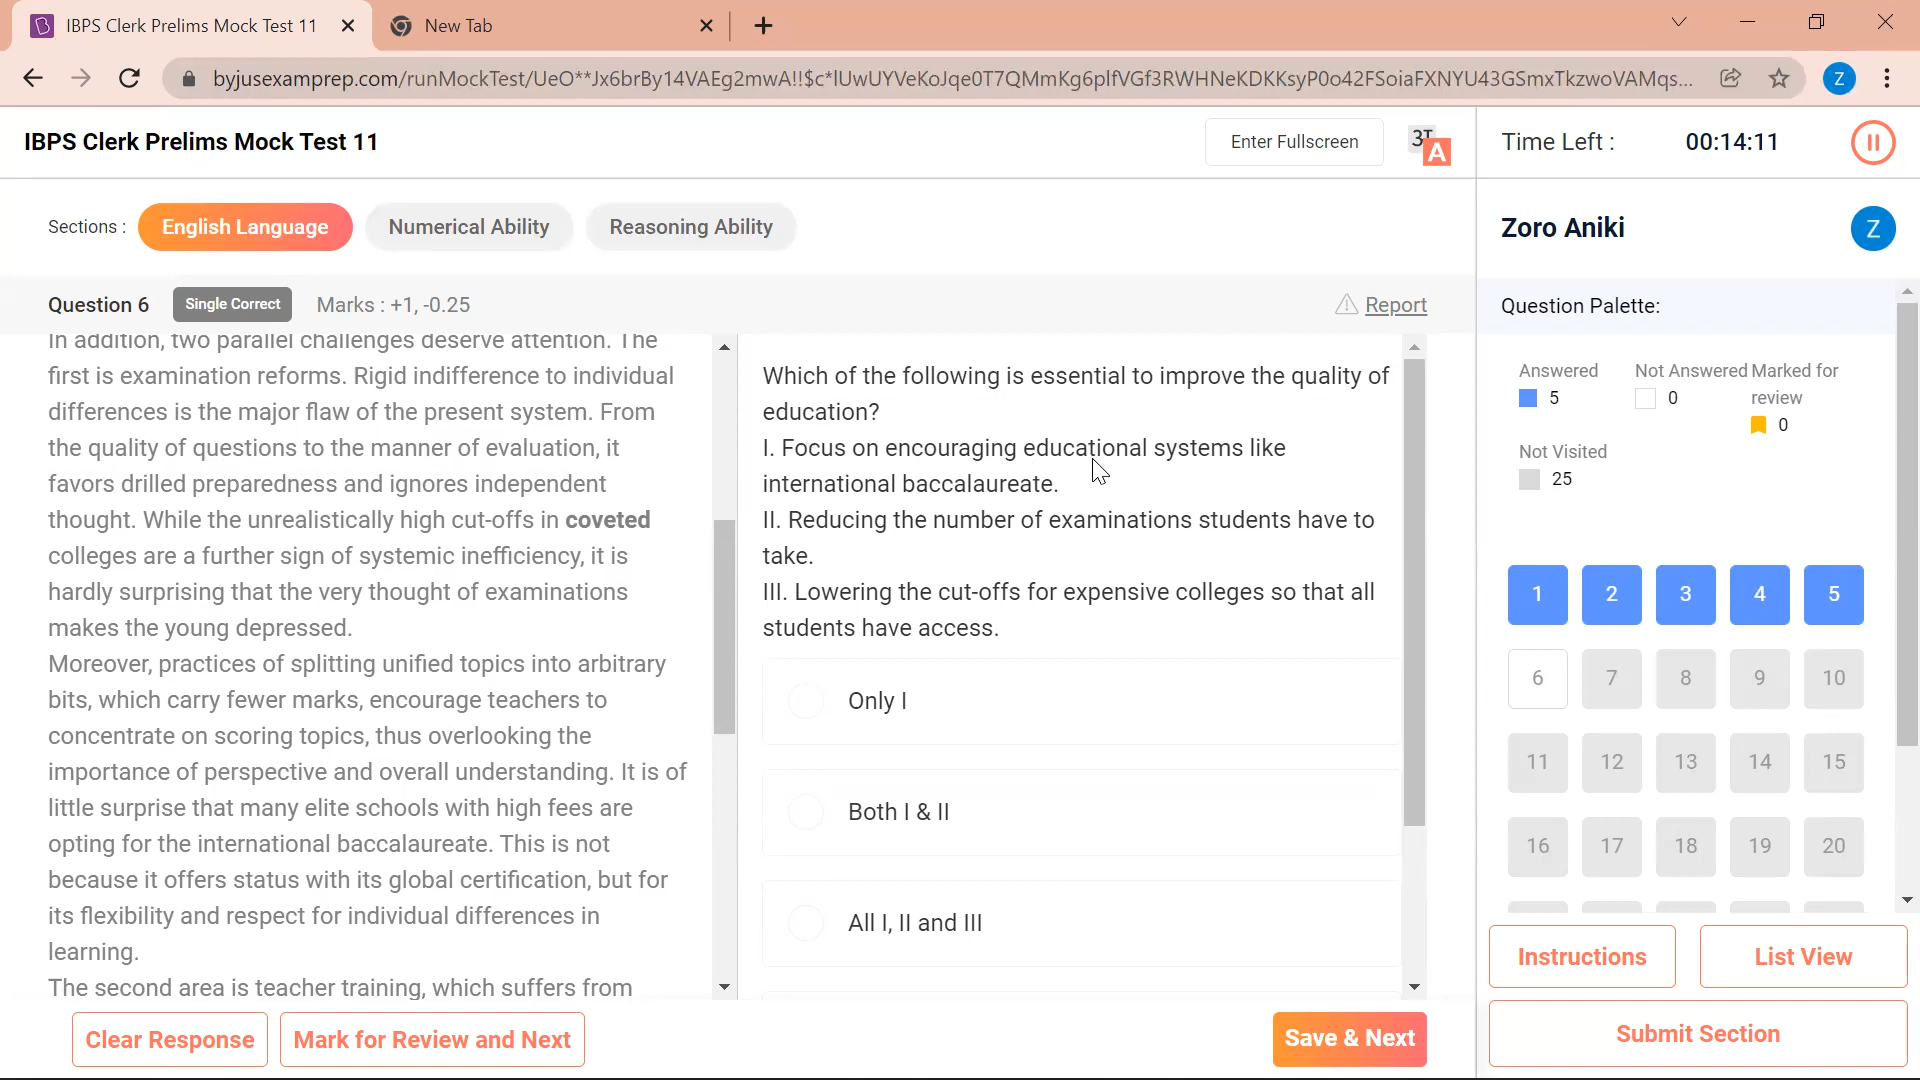 IBPS Clerk Prelims Mock Test 11
New Tab
byjusexamprep.com/runMockTest/UeO**Jx6brBy14VAEg2mwA!!$c*lUwUYVeKoJqe0T7QMmKg6plfVGf3RWHNeKDKKsyP0o42FSoiaFXNYU43GSmxTkzwoVAMqs...
Z
IBPS Clerk Prelims Mock Test 11
Enter Fullscreen
A
Time Left :
00:14:11
Sections :
English Language
Numerical Ability
Reasoning Ability
Zoro Aniki
Z
Question 6
Single Correct
Marks : +1, -0.25
Report
In addition, two parallel challenges deserve attention. The
first is examination reforms. Rigid indifference to individual
differences is the major flaw of the present system. From
the quality of questions to the manner of evaluation, it
favors drilled preparedness and ignores independent
thought. While the unrealistically high cut-offs in coveted
colleges are a further sign of systemic inefficiency, it is
hardly surprising that the very thought of examinations
makes the young depressed.
Moreover, practices of splitting unified topics into arbitrary
bits, which carry fewer marks, encourage teachers to
concentrate on scoring topics, thus overlooking the
importance of perspective and overall understanding. It is of
little surprise that many elite schools with high fees are
opting for the international baccalaureate. This is not
because it offers status with its global certification, but for
its flexibility and respect for individual differences in
learning.
The second area is teacher training, which suffers from
Which of the following is essential to improve the quality of
education?
I. Focus on encouraging educational systems like
international baccalaureate.
II. Reducing the number of examinations students have to
take.
III. Lowering the cut-offs for expensive colleges so that all
students have access.
Only I
Both I & II
All I, II and III
Question Palette:
Answered
5
Not Answered
0
Marked for
review
0
Not Visited
25
1 2 3 4 5
6 7 8 9 10
11 12 13 14 15
16 17 18 19 20
Instructions
List View
Submit Section
Clear Response
Mark for Review and Next
Save & Next